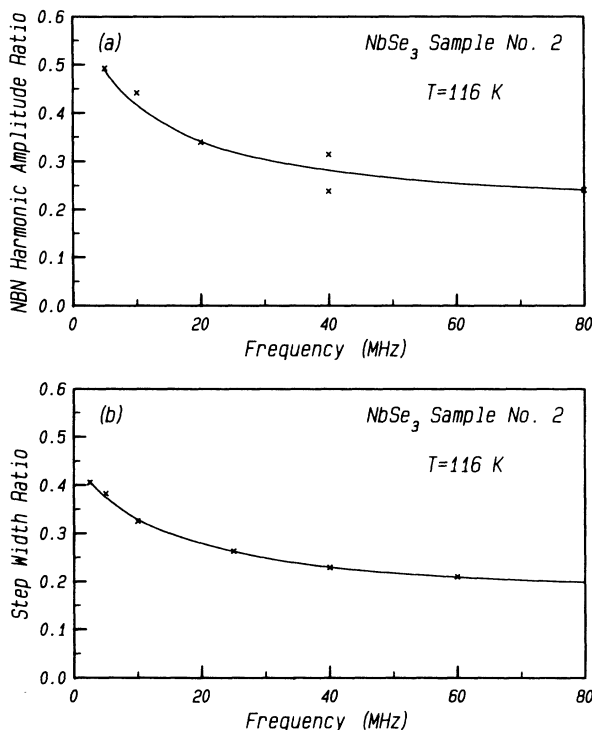 (a)
NbSe3 Sample No. 2
T=116 K
NBN Harmonic Amplitude Ratio
0.6
0.5
0.4
0.3
0.2
0.1
0.0
0 20 40 60 80
Frequency (MHz)
(b)
NbSe3 Sample No. 2
T=116 K
Step Width Ratio
0.6
0.5
0.4
0.3
0.2
0.1
0.0
0 20 40 60 80
Frequency (MHz)